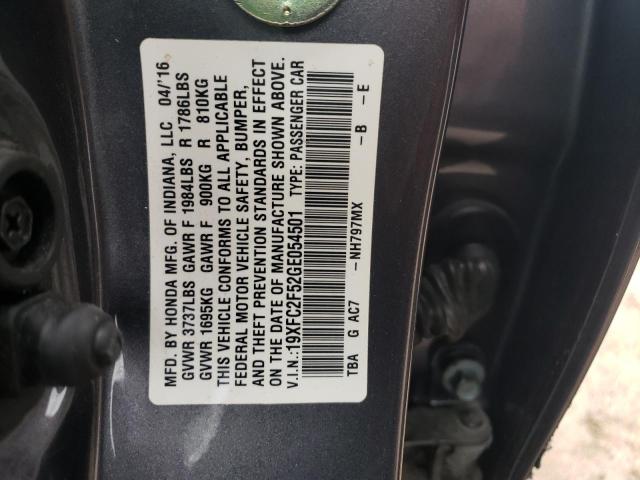 MFD. BY HONDA MFG. OF INDIANA, LLC 04/'16
GVWR 3737LBS GAWR F 1984LBS R 1786LBS
GVWR 1695KG GAWR F 900KG R 810KG
THIS VEHICLE CONFORMS TO ALL APPLICABLE
FEDERAL MOTOR VEHICLE SAFETY, BUMPER,
AND THEFT PREVENTION STANDARDS IN EFFECT
ON THE DATE OF MANUFACTURE SHOWN ABOVE.
V.I.N.:19XFC2F52GE054501 TYPE: PASSENGER CAR
TBA G AC7 -NH797MX -B -E